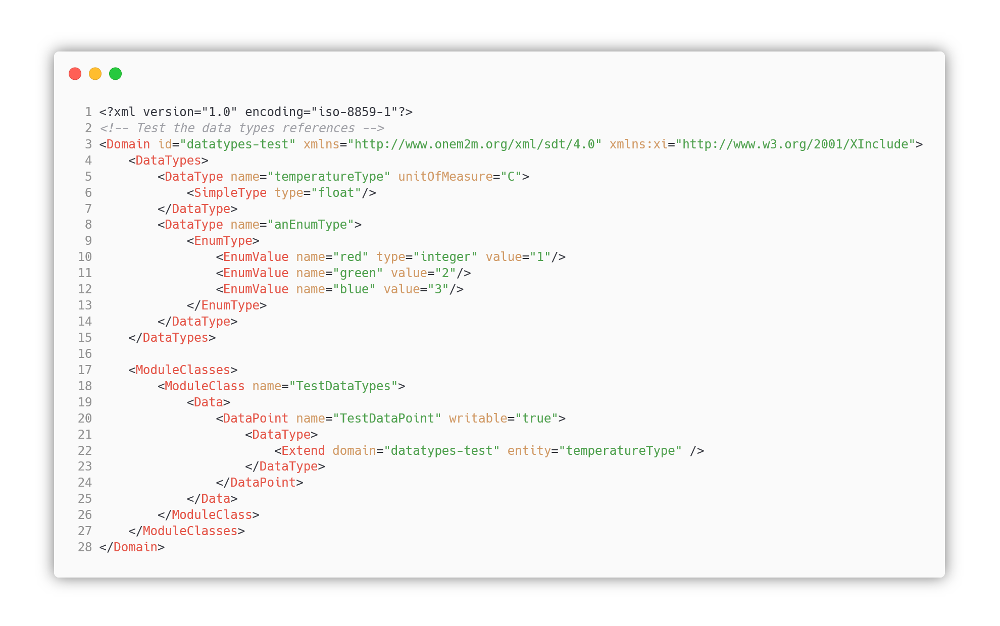 1 <?xml version="1.0" encoding="iso-8859-1"?>
2 <!-- Test the data types references -->
3 <Domain id="datatypes-test" xmlns="http://www.onem2m.org/xml/sdt/4.0" xmlns:xi="http://www.w3.org/2001/XInclude">
4     <DataTypes>
5         <DataType name="temperatureType" unitOfMeasure="C">
6             <SimpleType type="float"/>
7         </DataType>
8         <DataType name="anEnumType">
9             <EnumType>
10                 <EnumValue name="red" type="integer" value="1"/>
11                 <EnumValue name="green" value="2"/>
12                 <EnumValue name="blue" value="3"/>
13             </EnumType>
14         </DataType>
15     </DataTypes>
16
17     <ModuleClasses>
18         <ModuleClass name="TestDataTypes">
19             <Data>
20                 <DataPoint name="TestDataPoint" writable="true">
21                     <DataType>
22                         <Extend domain="datatypes-test" entity="temperatureType" />
23                     </DataType>
24                 </DataPoint>
25             </Data>
26         </ModuleClass>
27     </ModuleClasses>
28 </Domain>